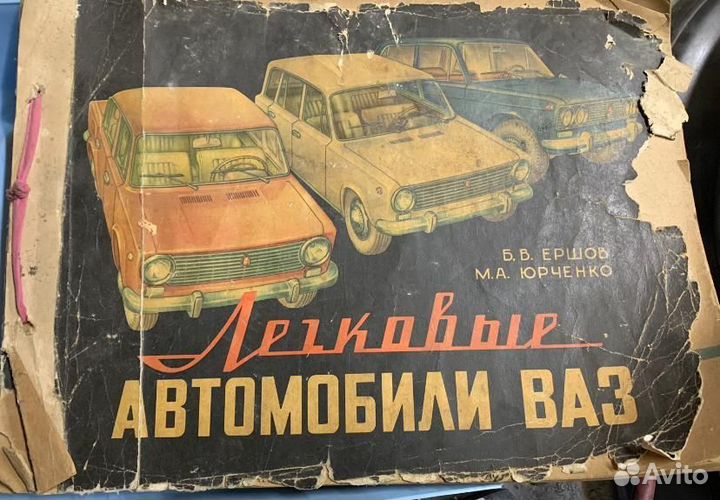 Б. В. ЕРШОВ
М. А. ЮРЧЕНКО
Легковые
АВТОМОБИЛИ ВАЗ
Avito